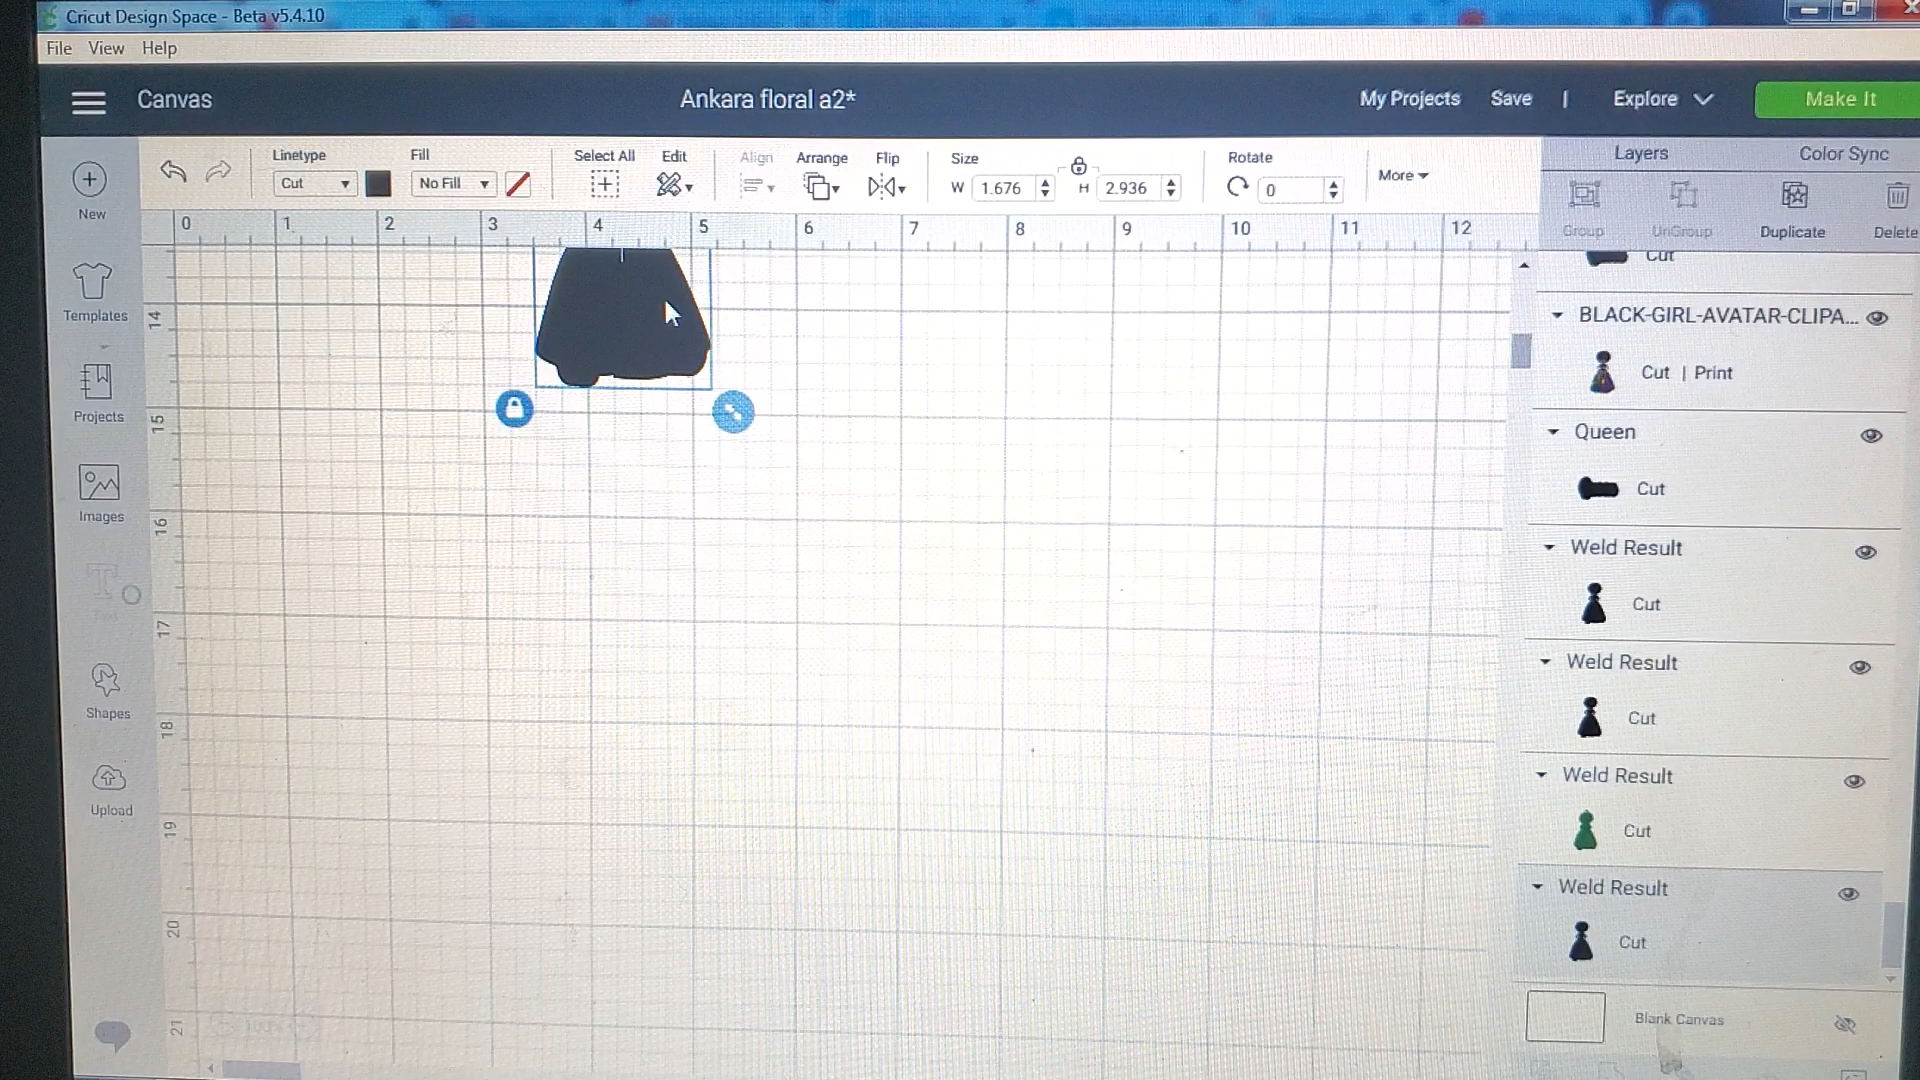 Cricut Design Space - Beta v5.4.10
File View Help
Canvas
Ankara floral a2*
My Projects Save | Explore
Make It
New
Templates
Projects
Images
Shapes
Upload
Linetype
Cut
Fill
No Fill
Select All
Edit
Align
Arrange
Flip
Size
W 1.676
H 2.936
Rotate
0
More
0 1 2 3 4 5 6 7 8 9 10 11 12
14
15
16
17
18
19
20
21
Layers
Color Sync
Group
UnGroup
Duplicate
Delete
Cut
BLACK-GIRL-AVATAR-CLIPA...
Cut | Print
Queen
Cut
Weld Result
Cut
Weld Result
Cut
Weld Result
Cut
Weld Result
Cut
Blank Canvas